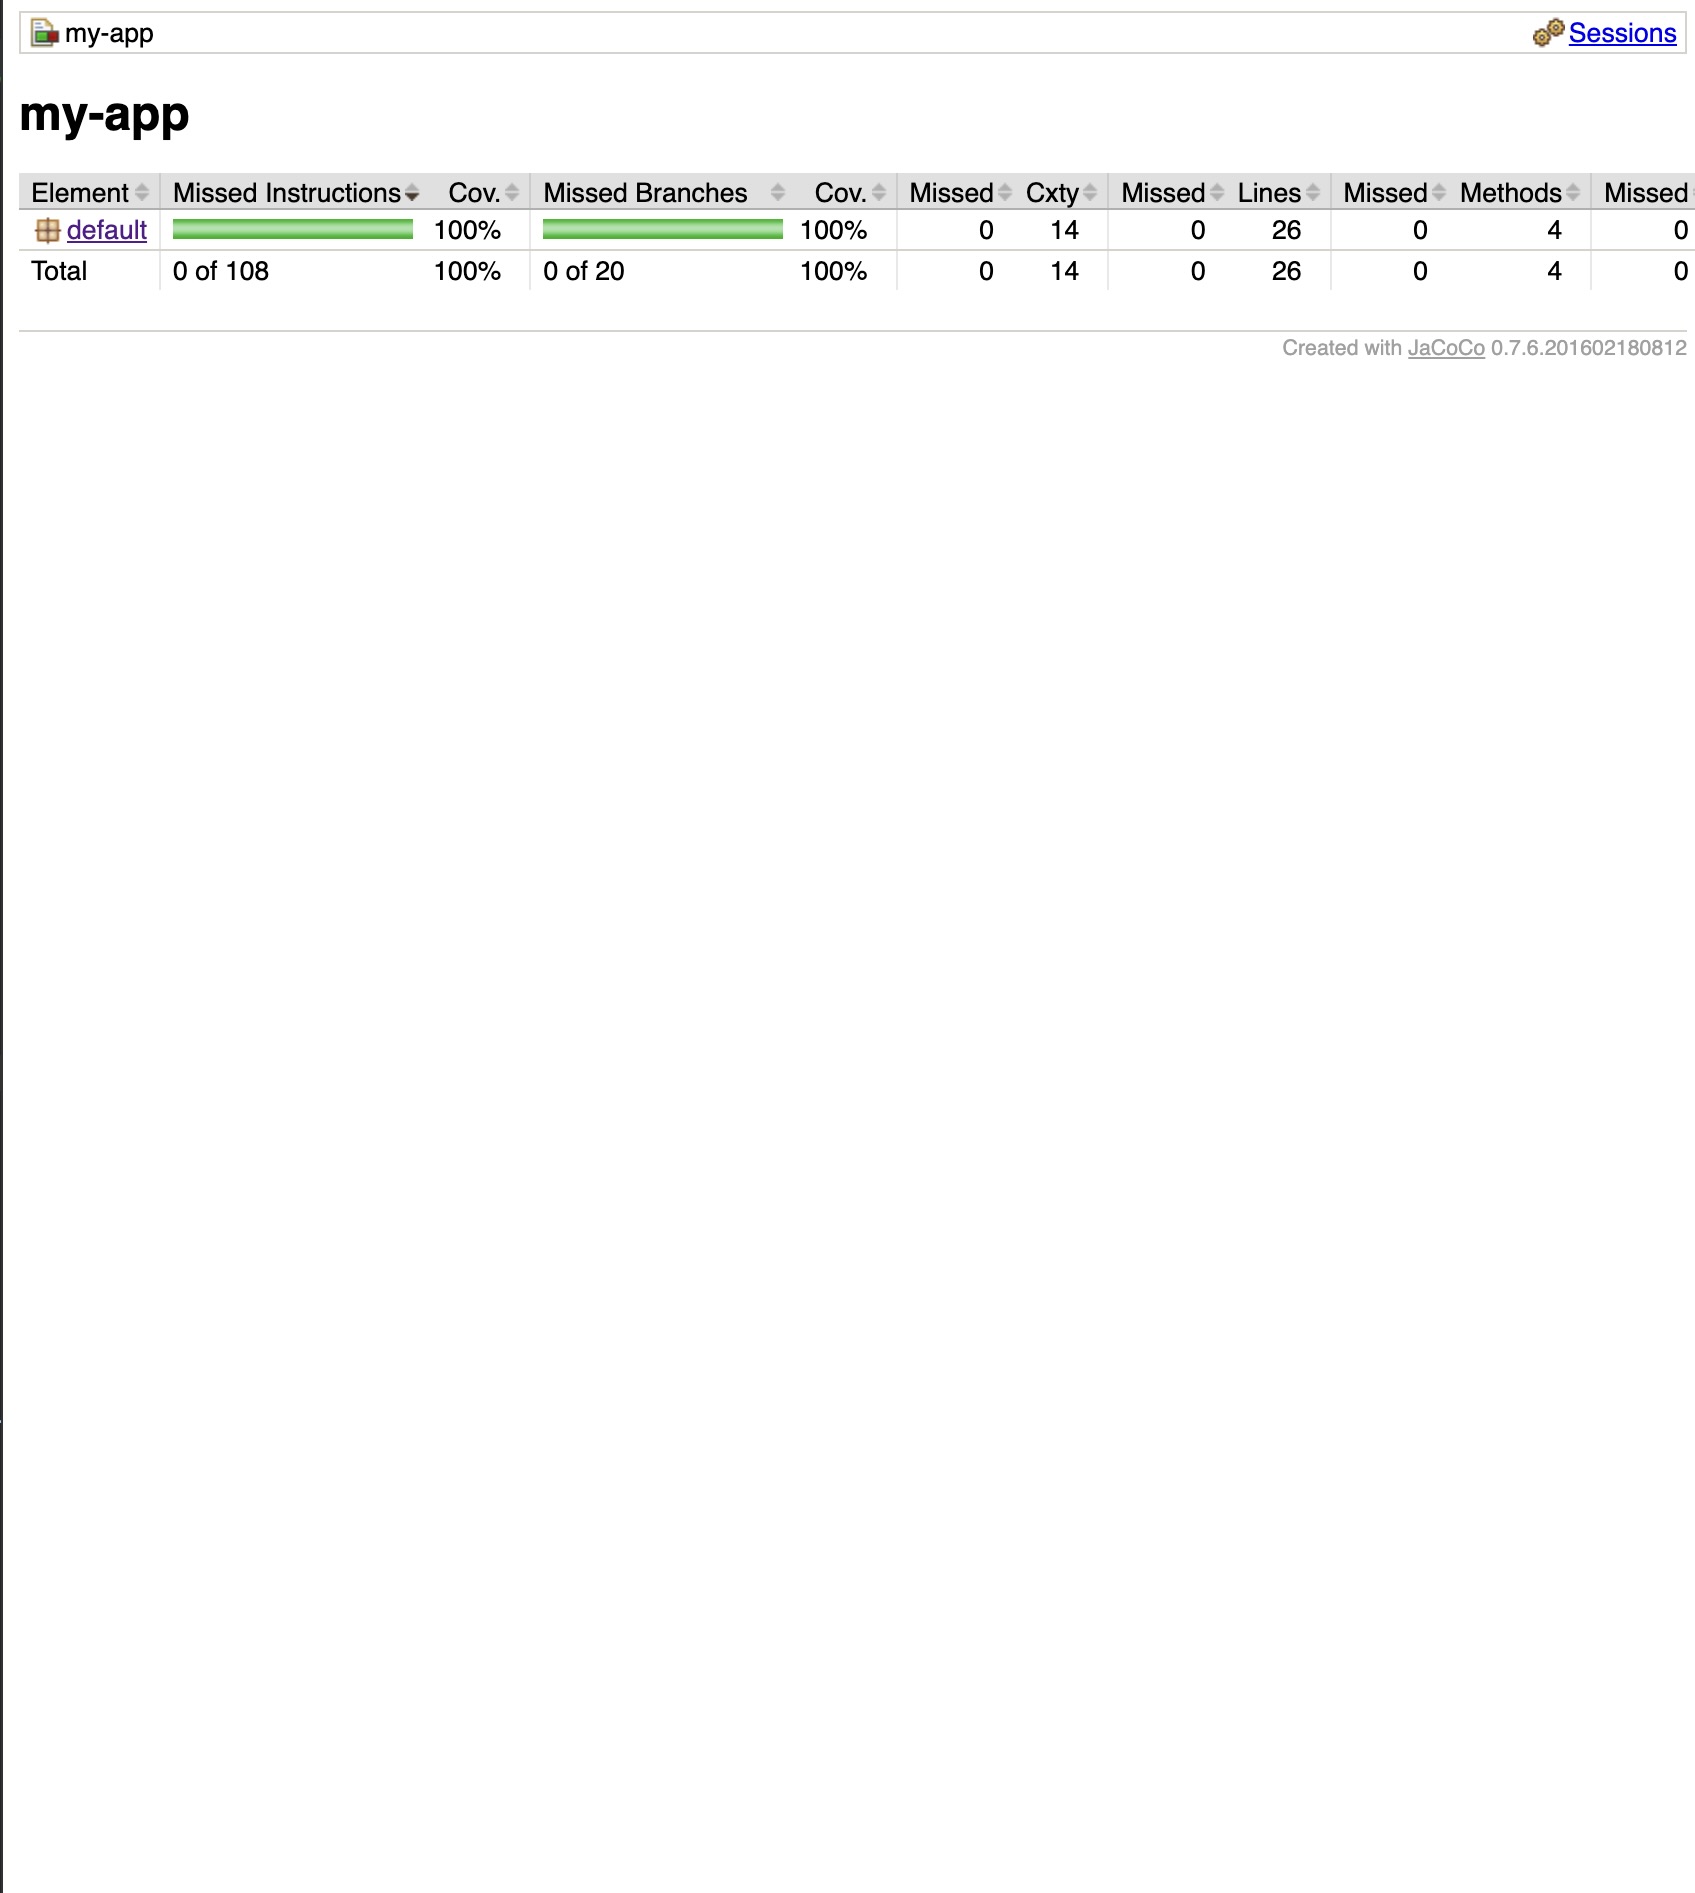 my-app Sessions
my-app
Element Missed Instructions Cov. Missed Branches Cov. Missed Cxty Missed Lines Missed Methods Missed
default 100% 100% 0 14 0 26 0 4 0
Total 0 of 108 100% 0 of 20 100% 0 14 0 26 0 4 0
Created with JaCoCo 0.7.6.201602180812